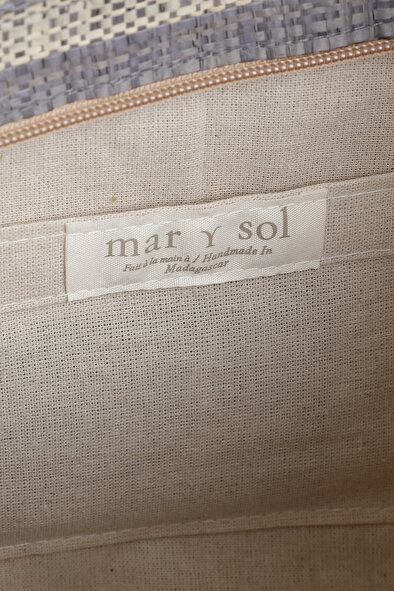 mar Y sol
Fait à la main à / Handmade In
Madagascar